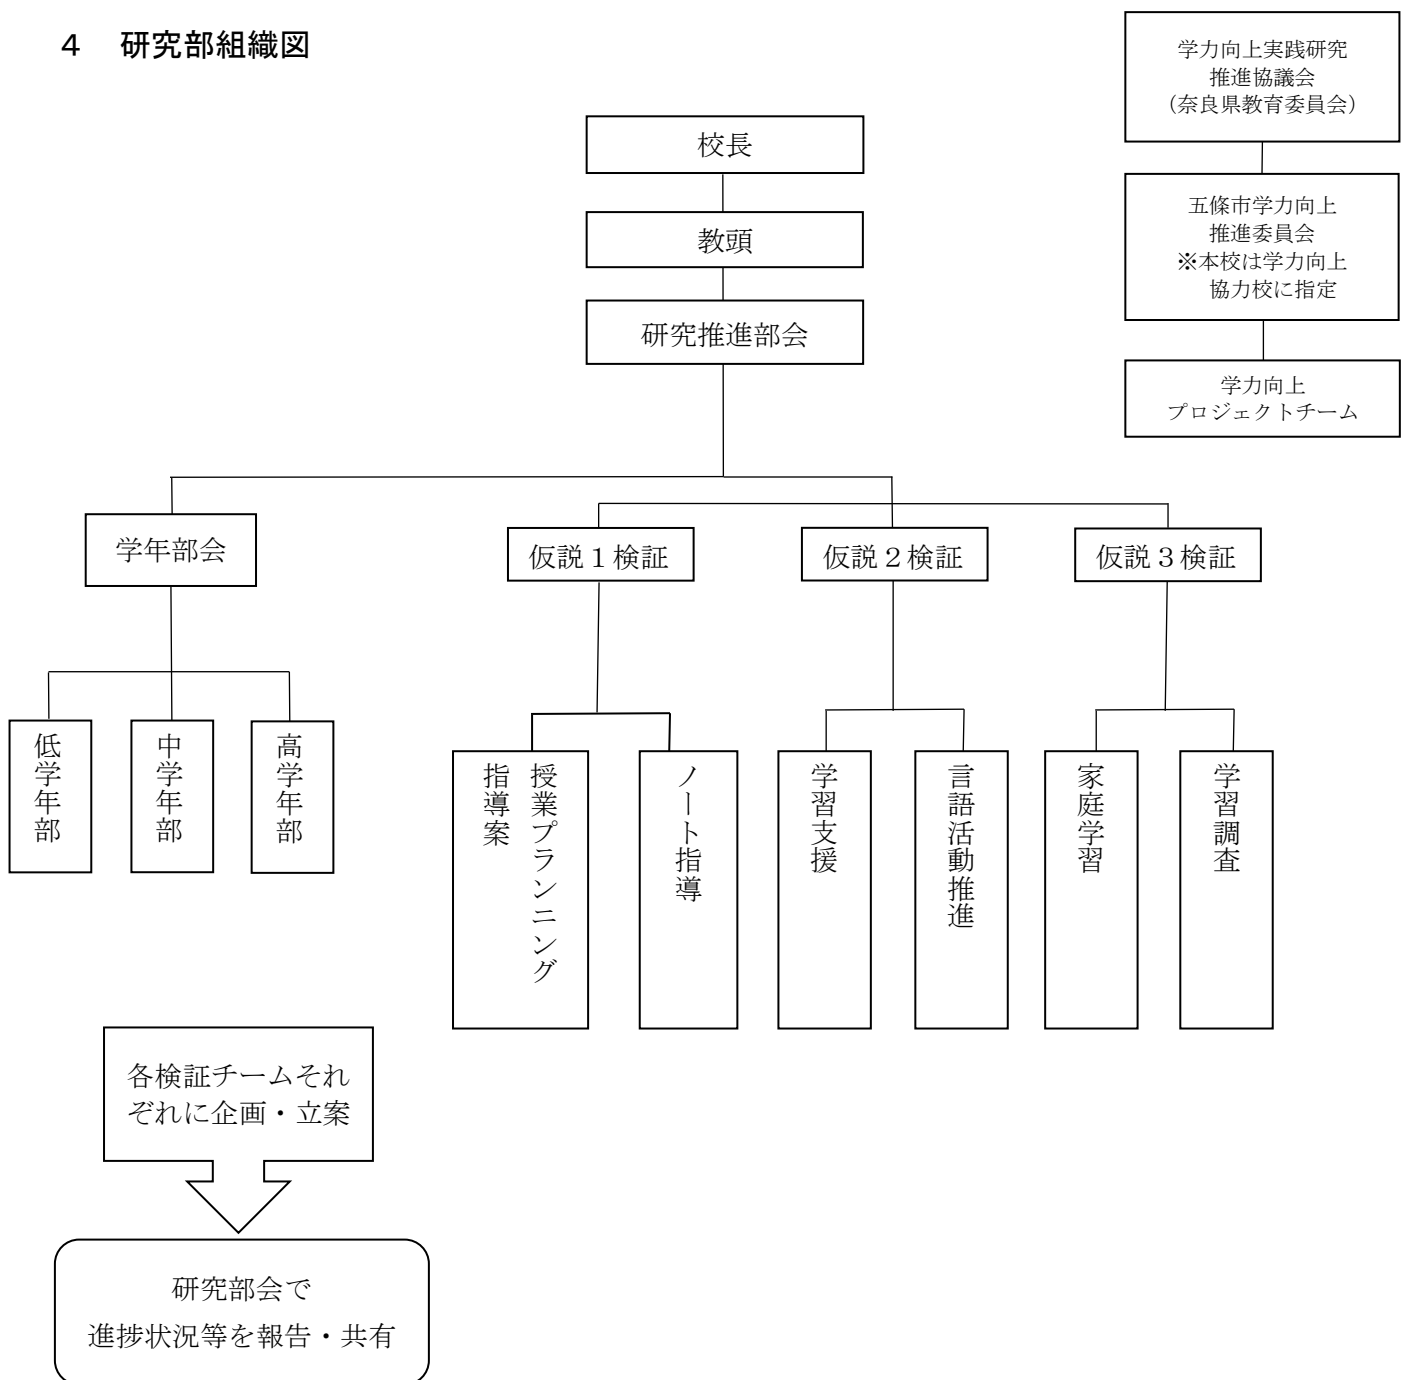 ４　研究部組織図
学力向上実践研究
推進協議会
（奈良県教育委員会）
五條市学力向上
推進委員会
※本校は学力向上
協力校に指定
学力向上
プロジェクトチーム
校長
教頭
研究推進部会
学年部会
仮説１検証
仮説２検証
仮説３検証
低学年部
中学年部
高学年部
授業プランニング
指導案
ノート指導
学習支援
言語活動推進
家庭学習
学習調査
各検証チームそれ
ぞれに企画・立案
研究部会で
進捗状況等を報告・共有